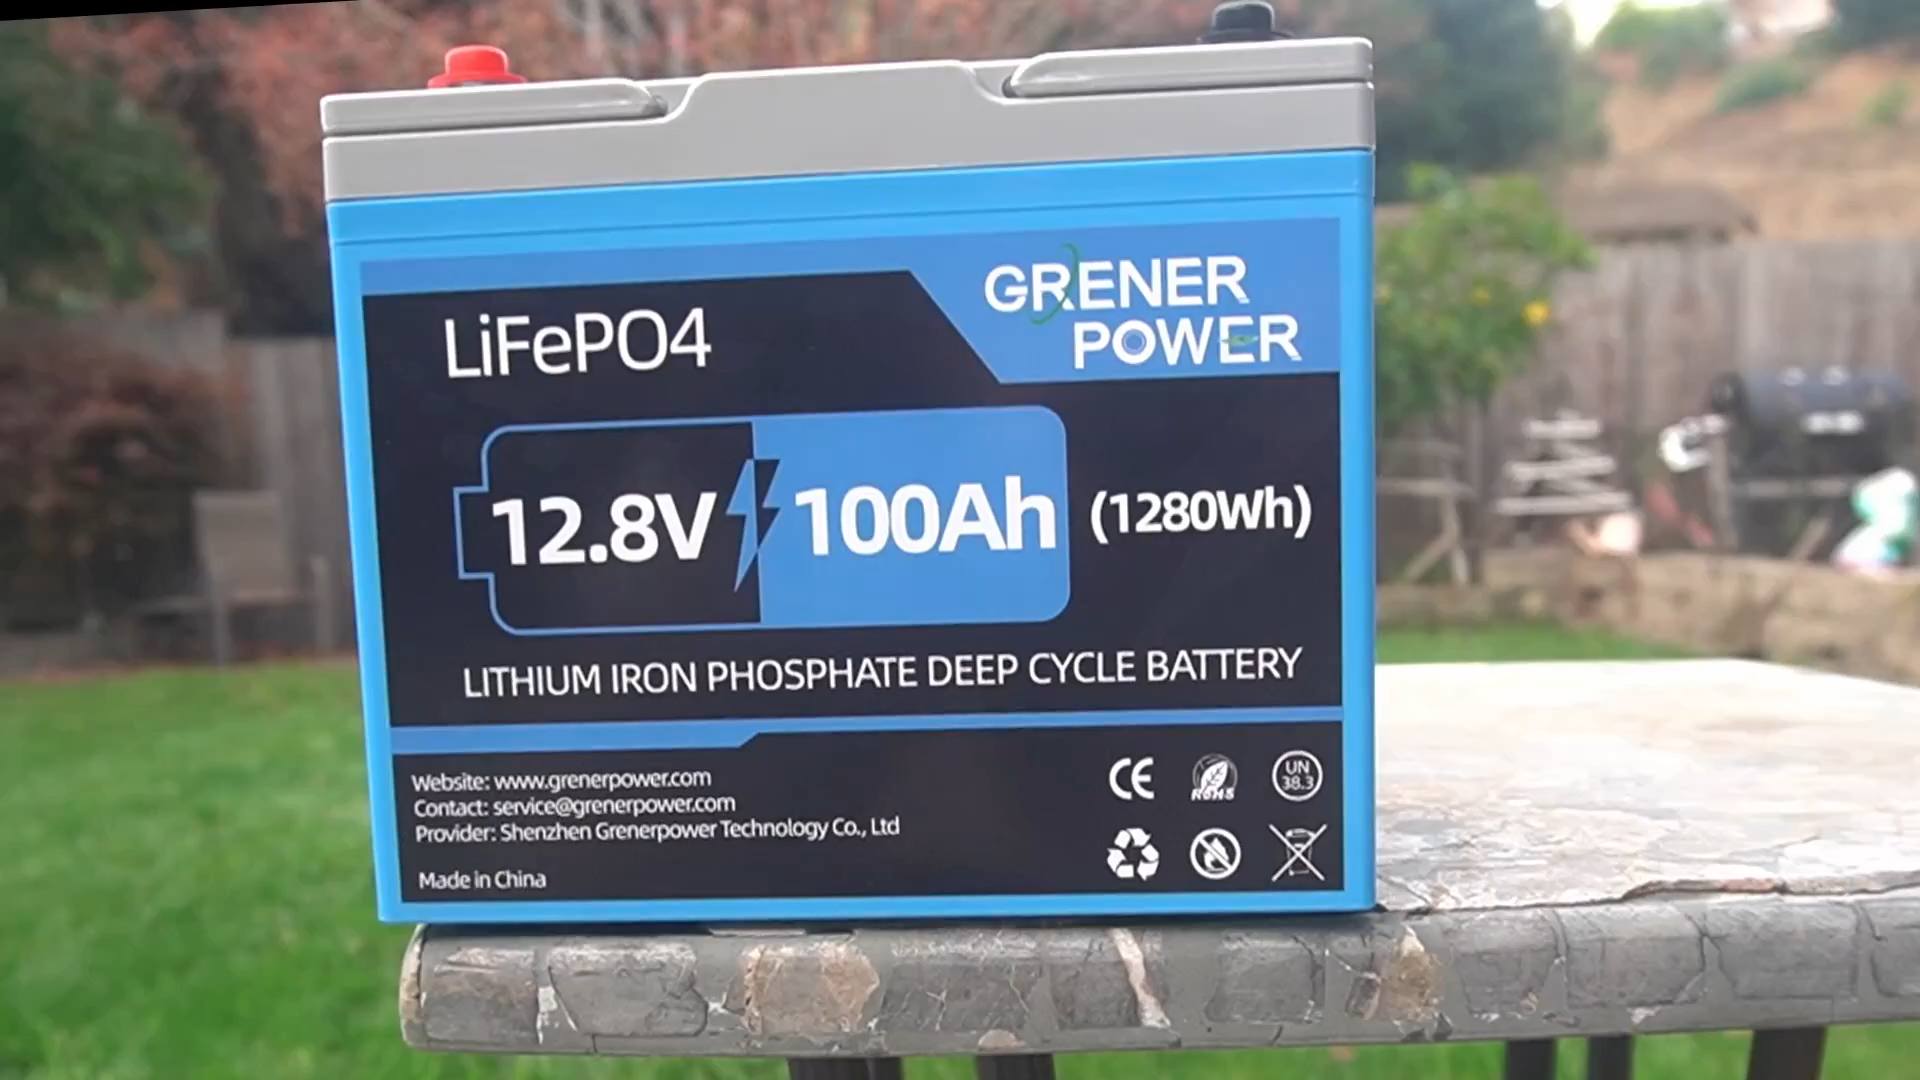 GRENER
POWER
LiFePO4
12.8V 100Ah (1280Wh)
LITHIUM IRON PHOSPHATE DEEP CYCLE BATTERY
Website: www.grenerpower.com
Contact: service@grenerpower.com
Provider: Shenzhen Grenerpower Technology Co., Ltd
Made in China
CE
RoHS
UN
38.3